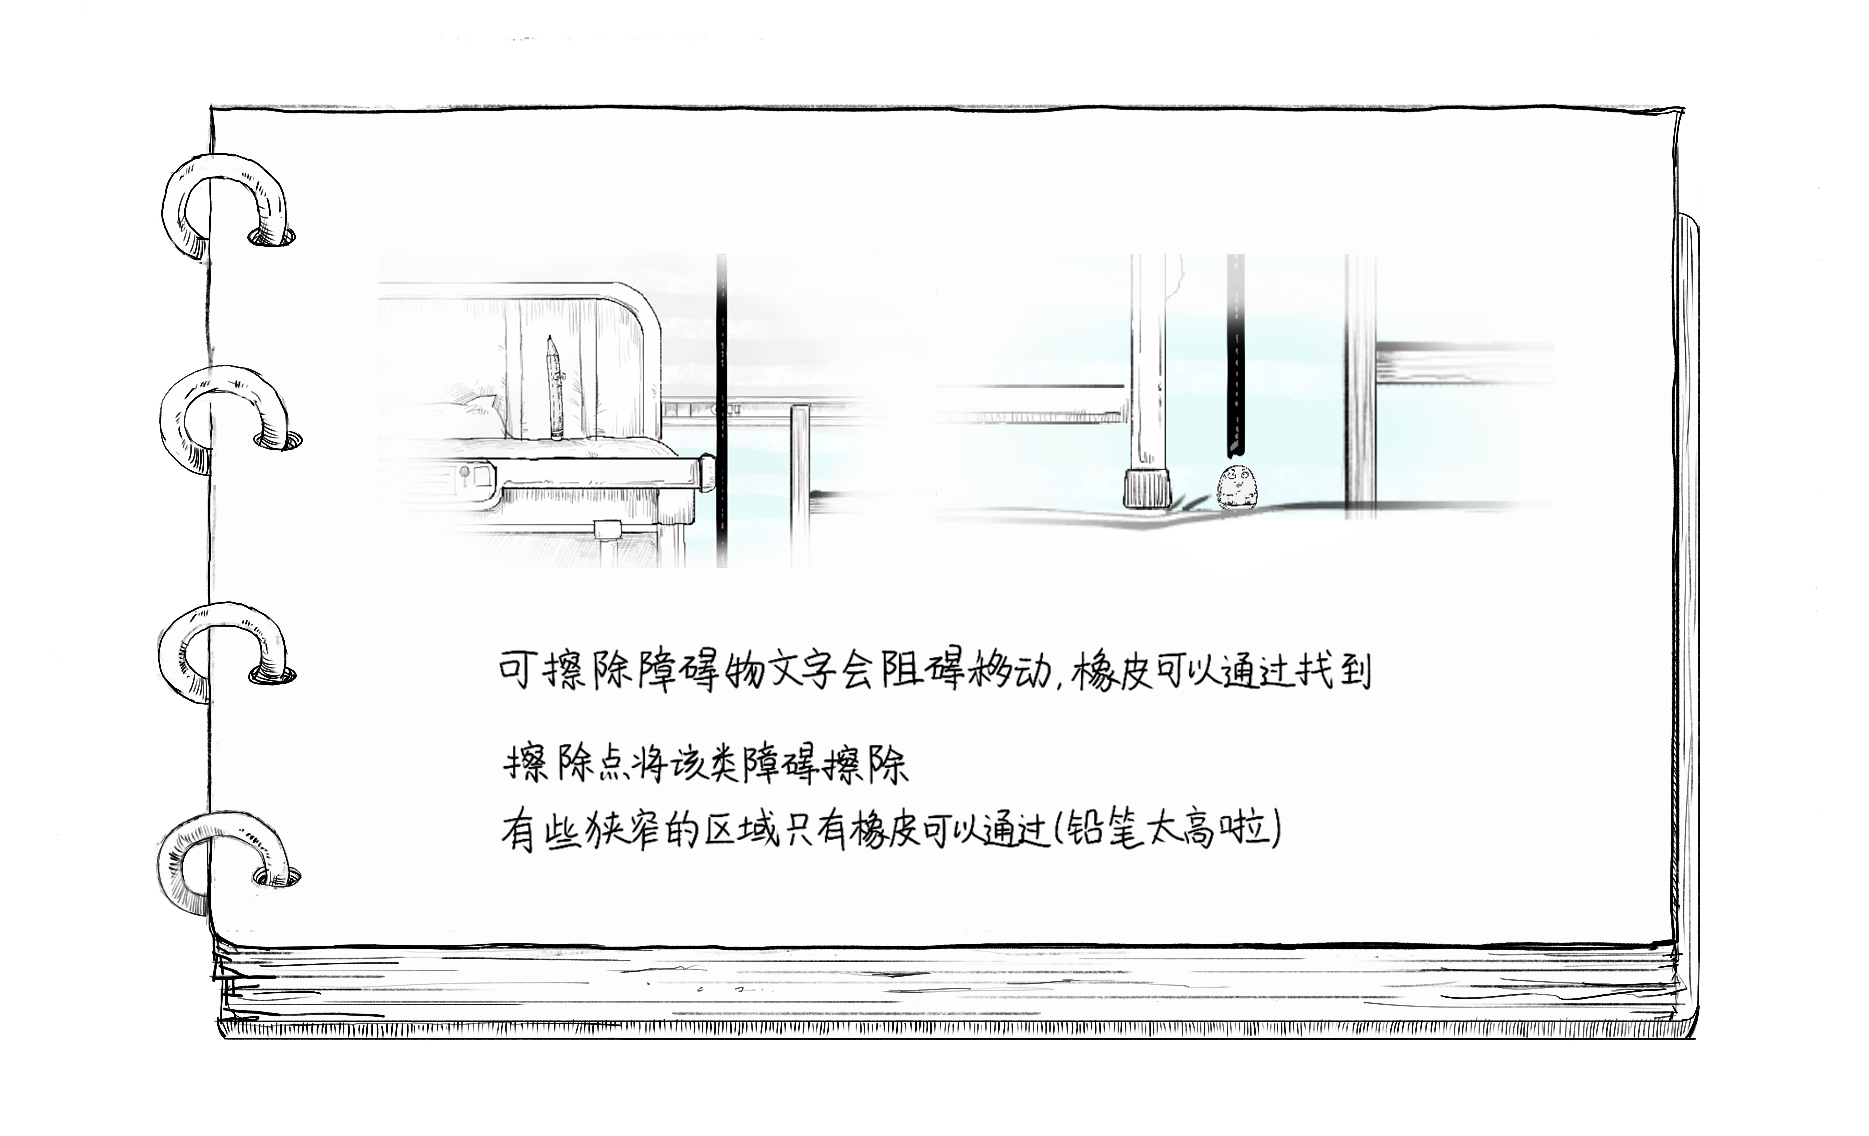 可擦除障碍物文字会阻碍移动,橡皮可以通过找到
擦除点将该类障碍擦除
有些狭窄的区域只有橡皮可以通过(铅笔太高啦)